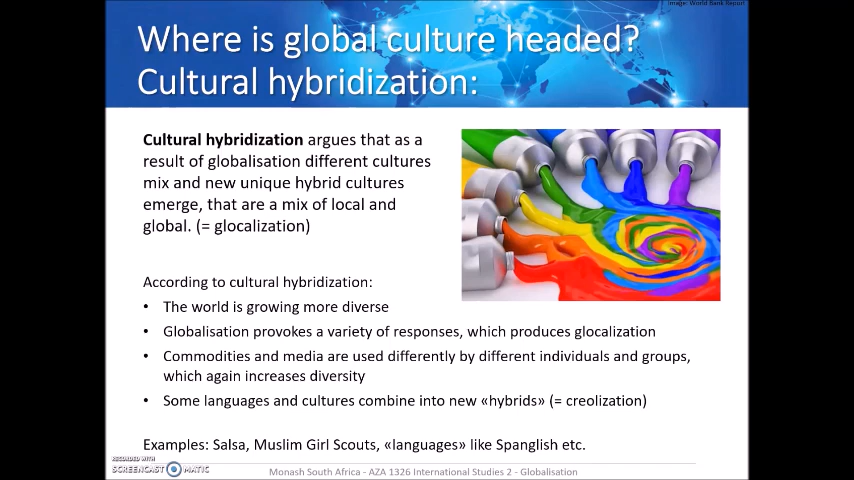 Image: World Bank Report
Where is global culture headed?
Cultural hybridization:
Cultural hybridization argues that as a
result of globalisation different cultures
mix and new unique hybrid cultures
emerge, that are a mix of local and
global. (= glocalization)
According to cultural hybridization:
• The world is growing more diverse
• Globalisation provokes a variety of responses, which produces glocalization
• Commodities and media are used differently by different individuals and groups,
which again increases diversity
• Some languages and cultures combine into new «hybrids» (= creolization)
Examples: Salsa, Muslim Girl Scouts, «languages» like Spanglish etc.
RECORDED WITH
SCREENCAST MATIC
Monash South Africa - AZA 1326 International Studies 2 - Globalisation